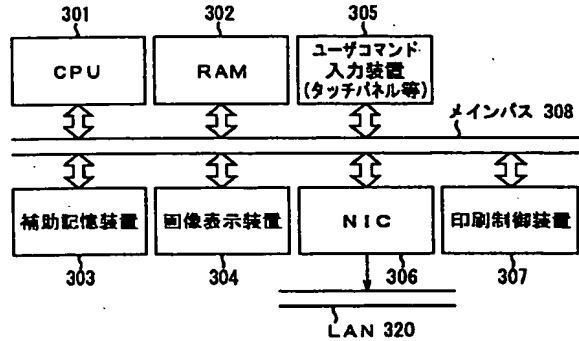 301
302
305
CPU
RAM
ユーザコマンド
入力装置
(タッチパネル等)
メインバス 308
補助記憶装置
画像表示装置
NIC
印刷制御装置
303
304
306
307
LAN 320